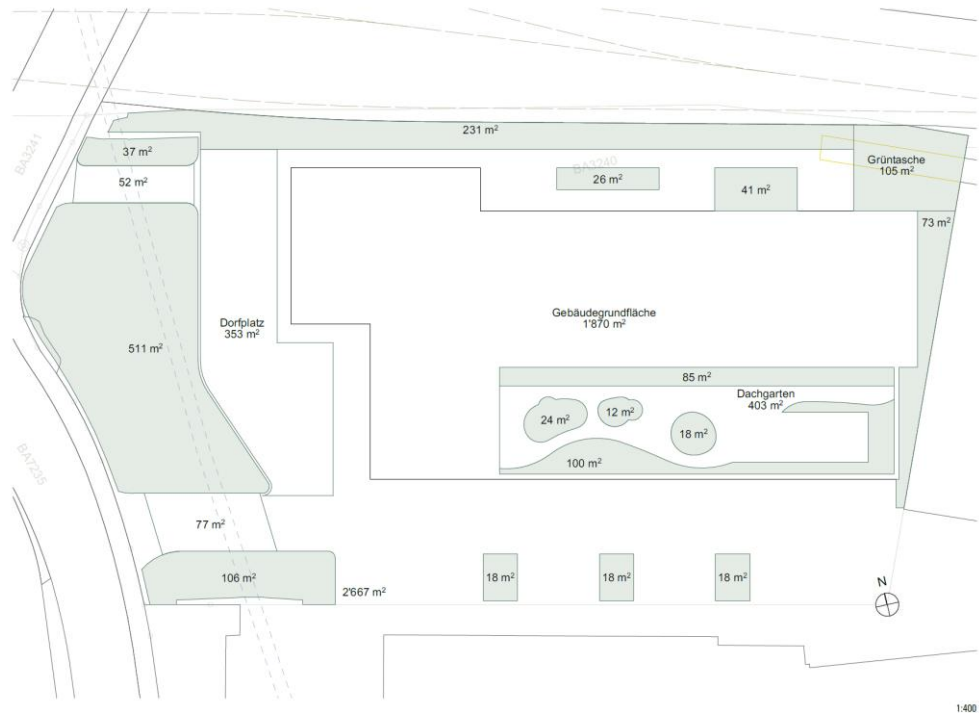 231 m²
37 m²
BA3241
BA3240
Grüntasche
105 m²
52 m²
26 m²
41 m²
73 m²
Dorfplatz
353 m²
Gebäudegrundfläche
1'870 m²
511 m²
85 m²
Dachgarten
403 m²
24 m²
12 m²
18 m²
100 m²
BA7235
77 m²
106 m²
18 m²
18 m²
18 m²
2'667 m²
N
1:400